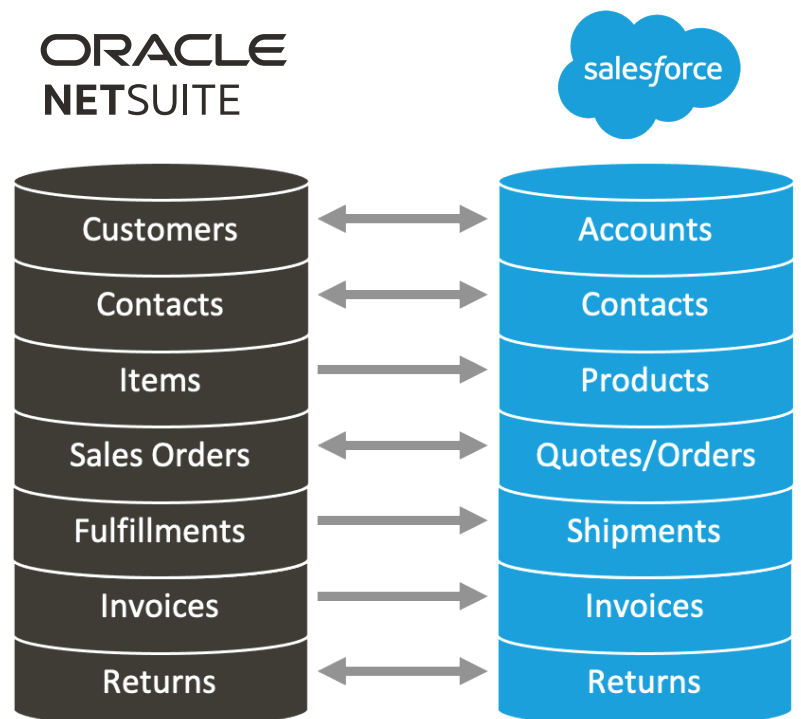 ORACLE
NETSUITE
salesforce
Customers
Accounts
Contacts
Contacts
Items
Products
Sales Orders
Quotes/Orders
Fulfillments
Shipments
Invoices
Invoices
Returns
Returns